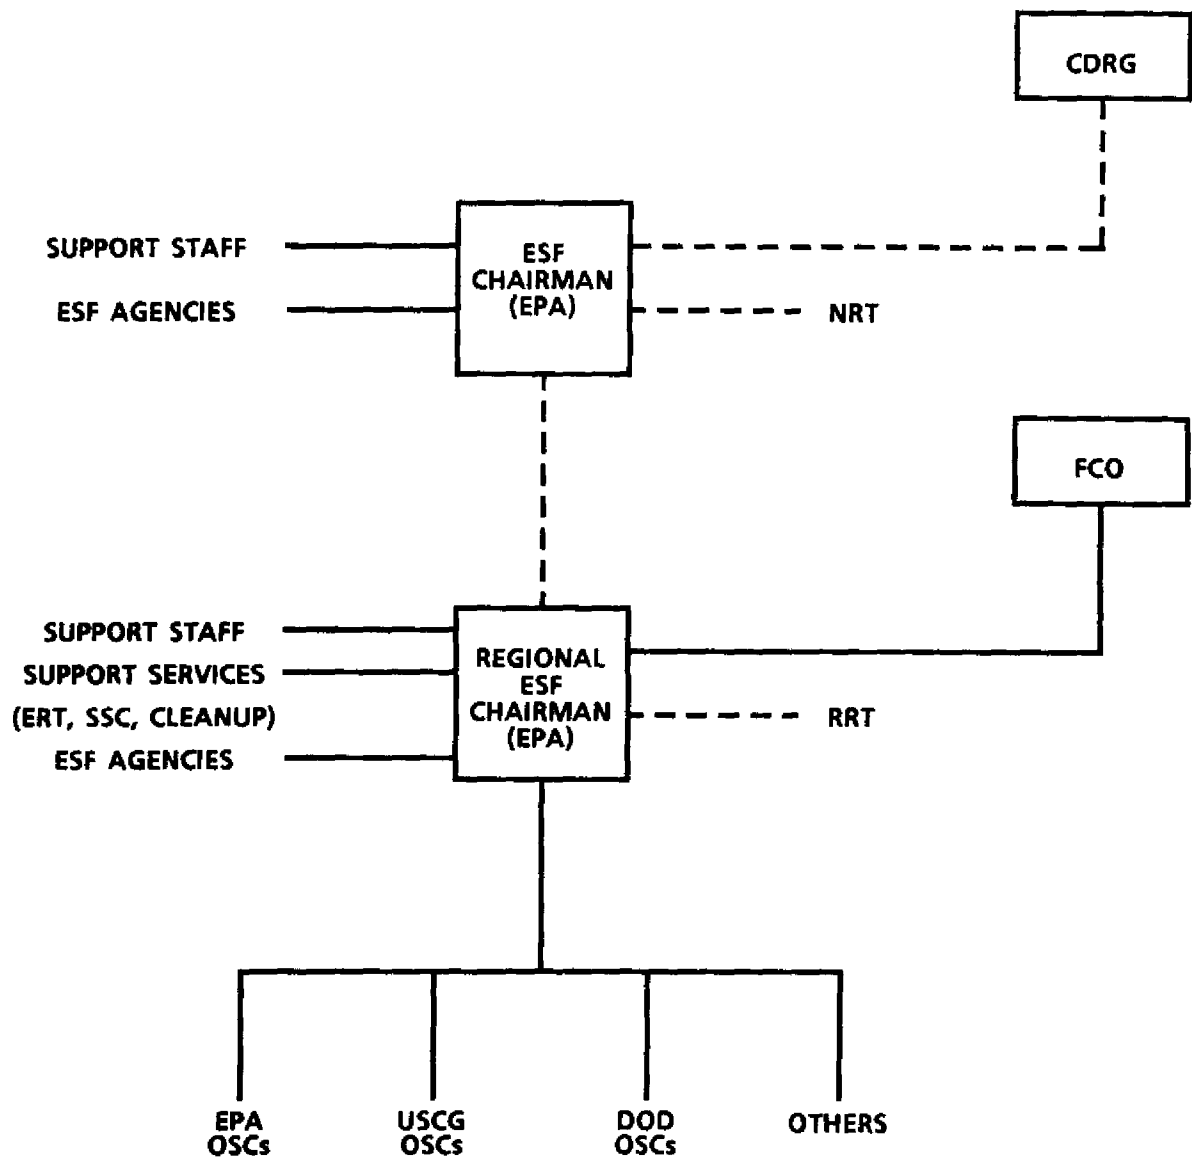 CDRG
SUPPORT STAFF
ESF AGENCIES
ESF
CHAIRMAN
(EPA)
NRT
FCO
SUPPORT STAFF
SUPPORT SERVICES
(ERT, SSC, CLEANUP)
ESF AGENCIES
REGIONAL
ESF
CHAIRMAN
(EPA)
RRT
EPA
OSCs
USCG
OSCs
DOD
OSCs
OTHERS